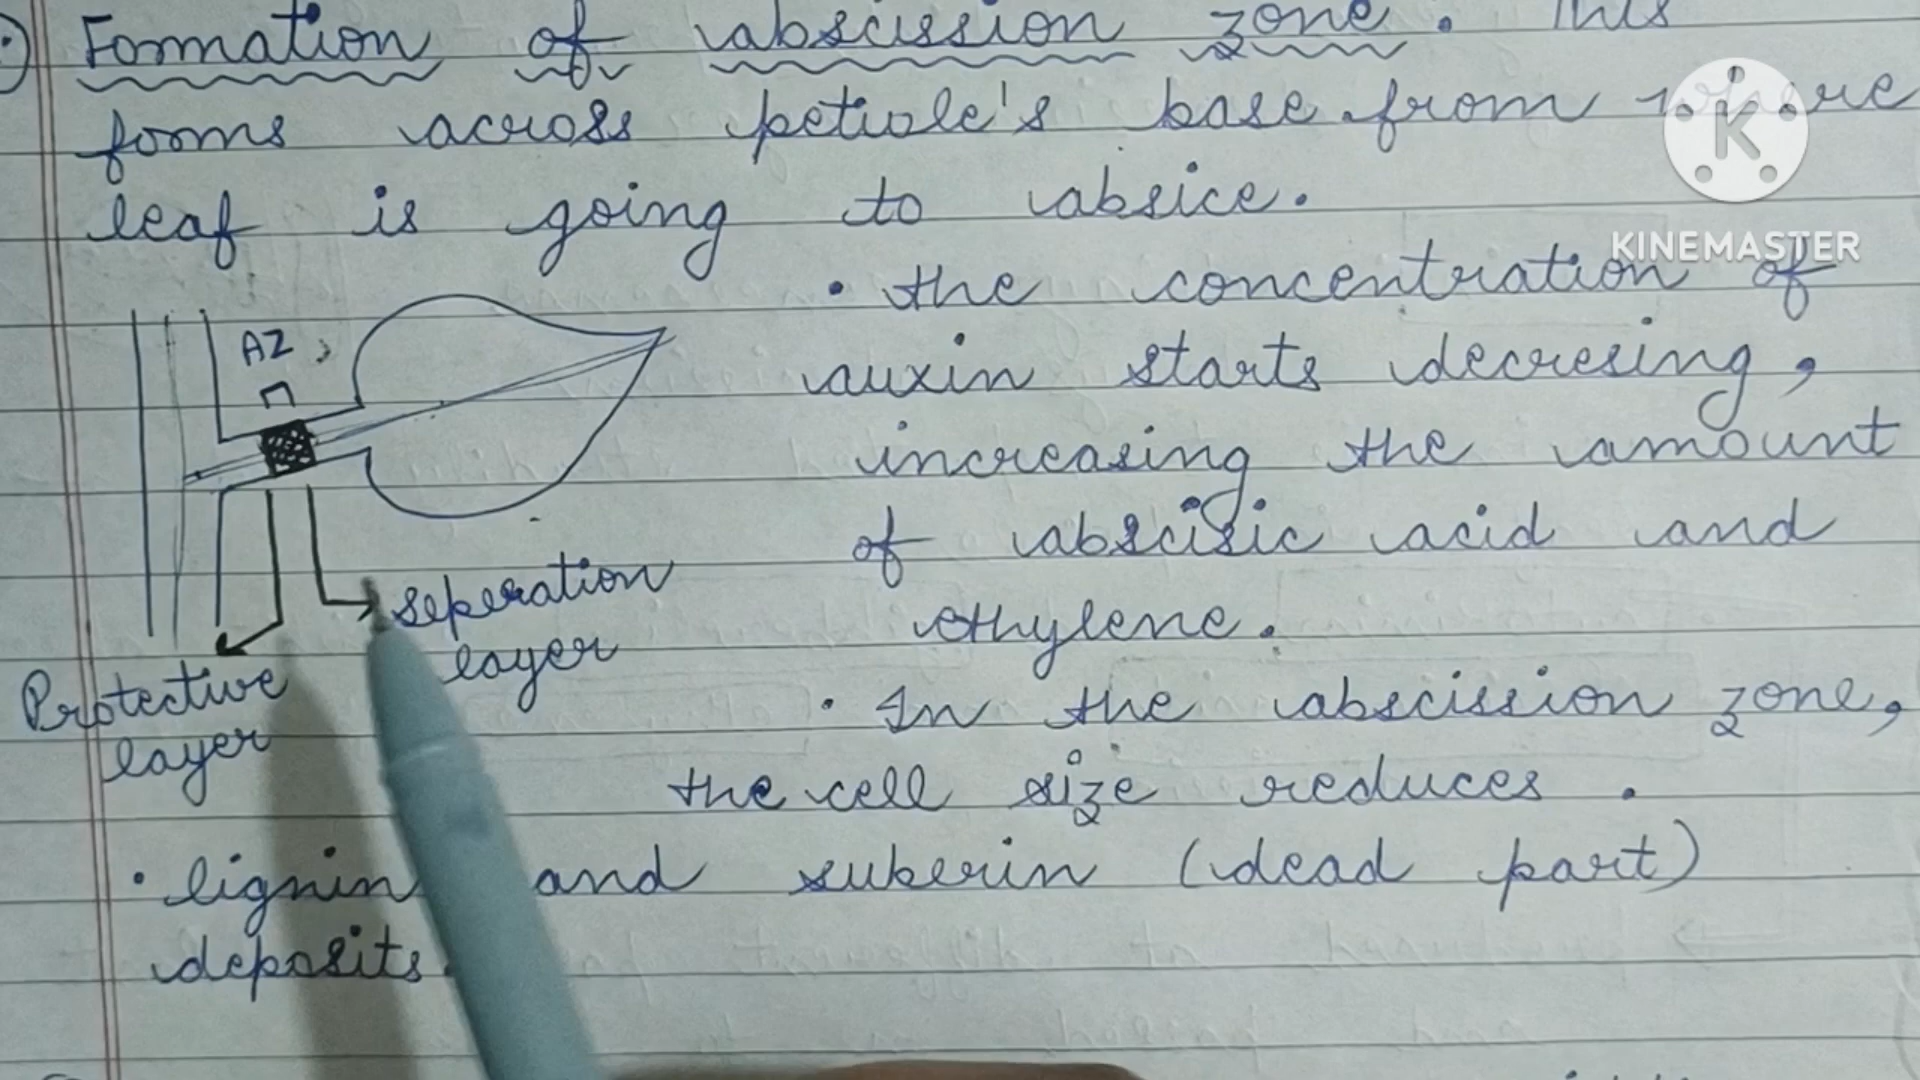 Formation of abscission zone. This
forms across petiole's base from where
leaf is going to absice.
KINEMASTER
• the concentration of
auxin starts decresing,
increasing the amount
of abscisic acid and
ethylene.
AZ
Seperation
layer
Protective
layer
• In the abscission zone,
the cell size reduces.
• lignin and suberin (dead part)
deposits.